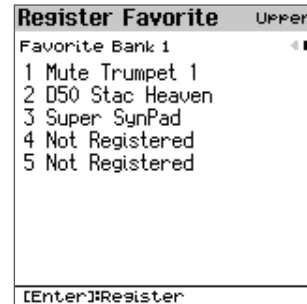 Register Favorite Upper
Favorite Bank 1
1 Mute Trumpet 1
2 D50 Stac Heaven
3 Super SynPad
4 Not Registered
5 Not Registered
[Enter]:Register